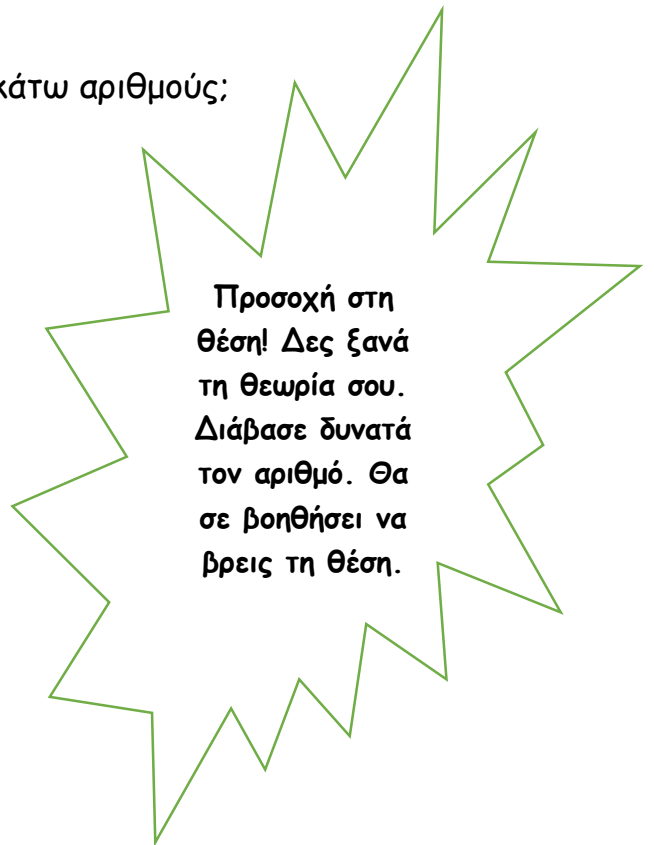 κάτω αριθμούς;
Προσοχή στη
θέση! Δες ξανά
τη θεωρία σου.
Διάβασε δυνατά
τον αριθμό. Θα
σε βοηθήσει να
βρεις τη θέση.